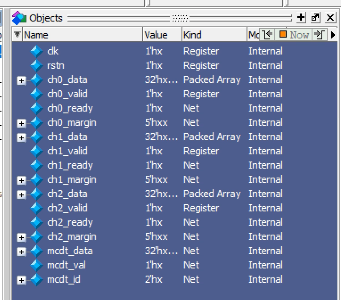 Objects
Name Value Kind Mc Now
clk 1'hx Register Internal
rstn 1'hx Register Internal
ch0_data 32'hx... Packed Array Internal
ch0_valid 1'hx Register Internal
ch0_ready 1'hx Net Internal
ch0_margin 5'hxx Net Internal
ch1_data 32'hx... Packed Array Internal
ch1_valid 1'hx Register Internal
ch1_ready 1'hx Net Internal
ch1_margin 5'hxx Net Internal
ch2_data 32'hx... Packed Array Internal
ch2_valid 1'hx Register Internal
ch2_ready 1'hx Net Internal
ch2_margin 5'hxx Net Internal
mcdt_data 32'hx... Net Internal
mcdt_val 1'hx Net Internal
mcdt_id 2'hx Net Internal